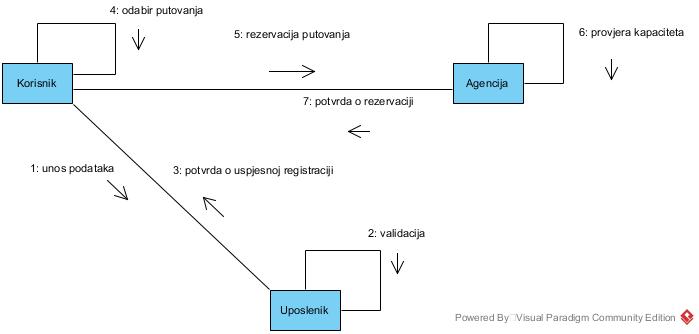 4: odabir putovanja
5: rezervacija putovanja
6: provjera kapaciteta
Korisnik
Agencija
7: potvrda o rezervaciji
1: unos podataka
3: potvrda o uspjesnoj registraciji
2: validacija
Uposlenik
Powered By Visual Paradigm Community Edition